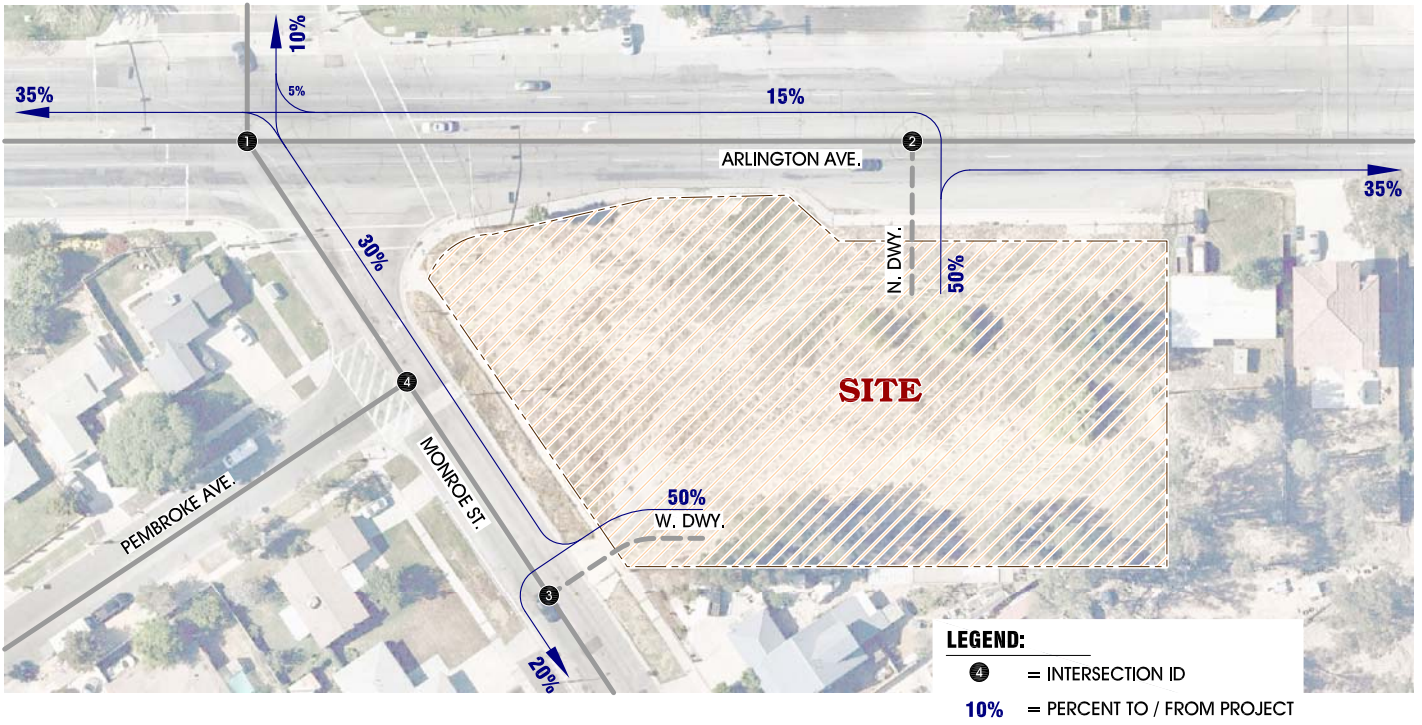 10%
35%
5%
15%
1
2
ARLINGTON AVE.
35%
30%
N. DWY.
50%
4
SITE
MONROE ST.
PEMBROKE AVE.
50%
W. DWY.
3
20%
LEGEND:
4 = INTERSECTION ID
10% = PERCENT TO / FROM PROJECT